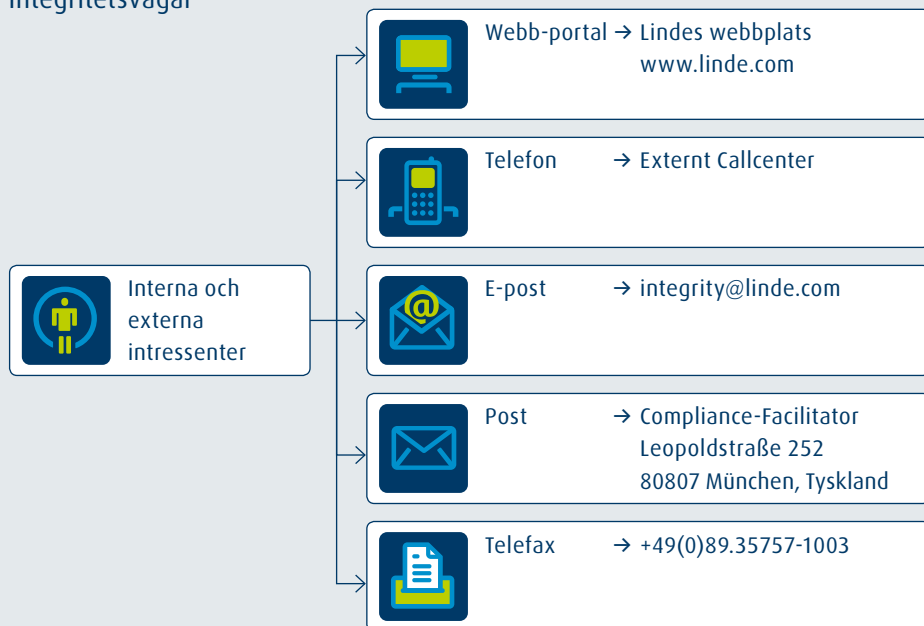 Integritetsvägar
Webb-portal → Lindes webbplats
www.linde.com
Telefon → Externt Callcenter
Interna och
externa
intressenter
E-post → integrity@linde.com
Post → Compliance-Facilitator
Leopoldstraße 252
80807 München, Tyskland
Telefax → +49(0)89.35757-1003